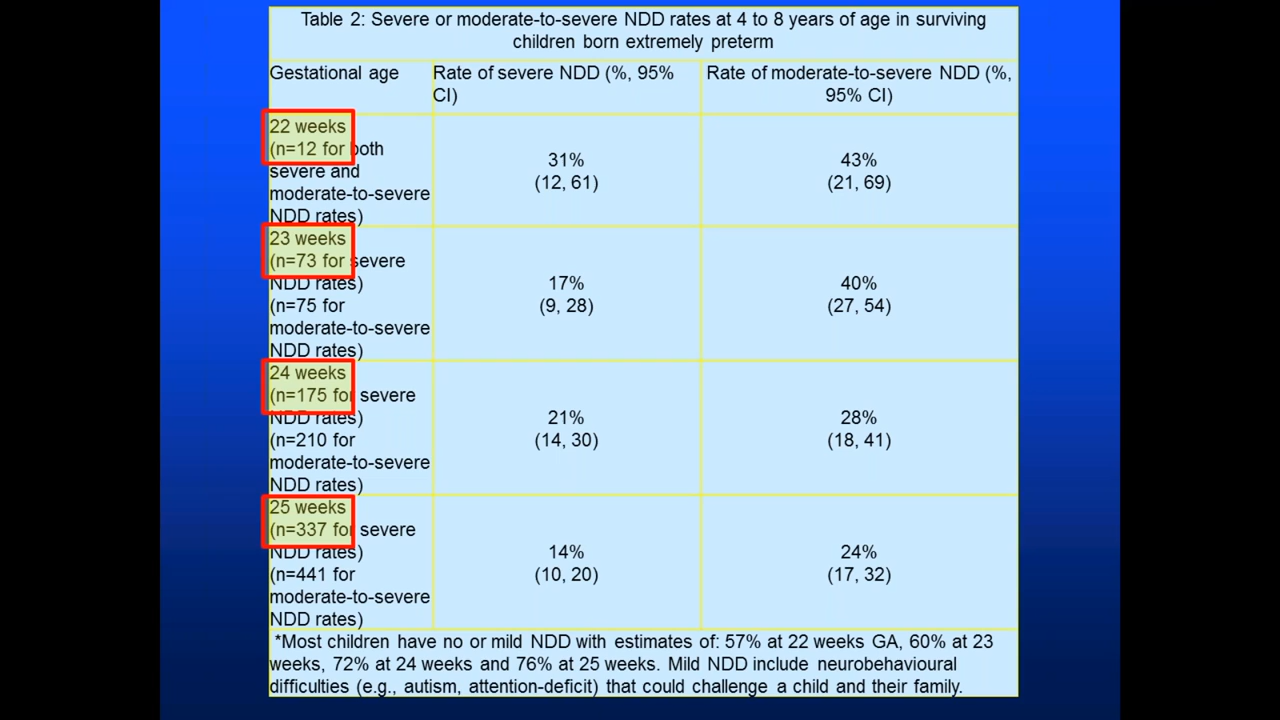 Table 2: Severe or moderate-to-severe NDD rates at 4 to 8 years of age in surviving
children born extremely preterm
Gestational age
Rate of severe NDD (%, 95%
CI)
Rate of moderate-to-severe NDD (%,
95% CI)
22 weeks
(n=12 for both
severe and
moderate-to-severe
NDD rates)
31%
(12, 61)
43%
(21, 69)
23 weeks
(n=73 for severe
NDD rates)
(n=75 for
moderate-to-severe
NDD rates)
17%
(9, 28)
40%
(27, 54)
24 weeks
(n=175 for severe
NDD rates)
(n=210 for
moderate-to-severe
NDD rates)
21%
(14, 30)
28%
(18, 41)
25 weeks
(n=337 for severe
NDD rates)
(n=441 for
moderate-to-severe
NDD rates)
14%
(10, 20)
24%
(17, 32)
*Most children have no or mild NDD with estimates of: 57% at 22 weeks GA, 60% at 23
weeks, 72% at 24 weeks and 76% at 25 weeks. Mild NDD include neurobehavioural
difficulties (e.g., autism, attention-deficit) that could challenge a child and their family.